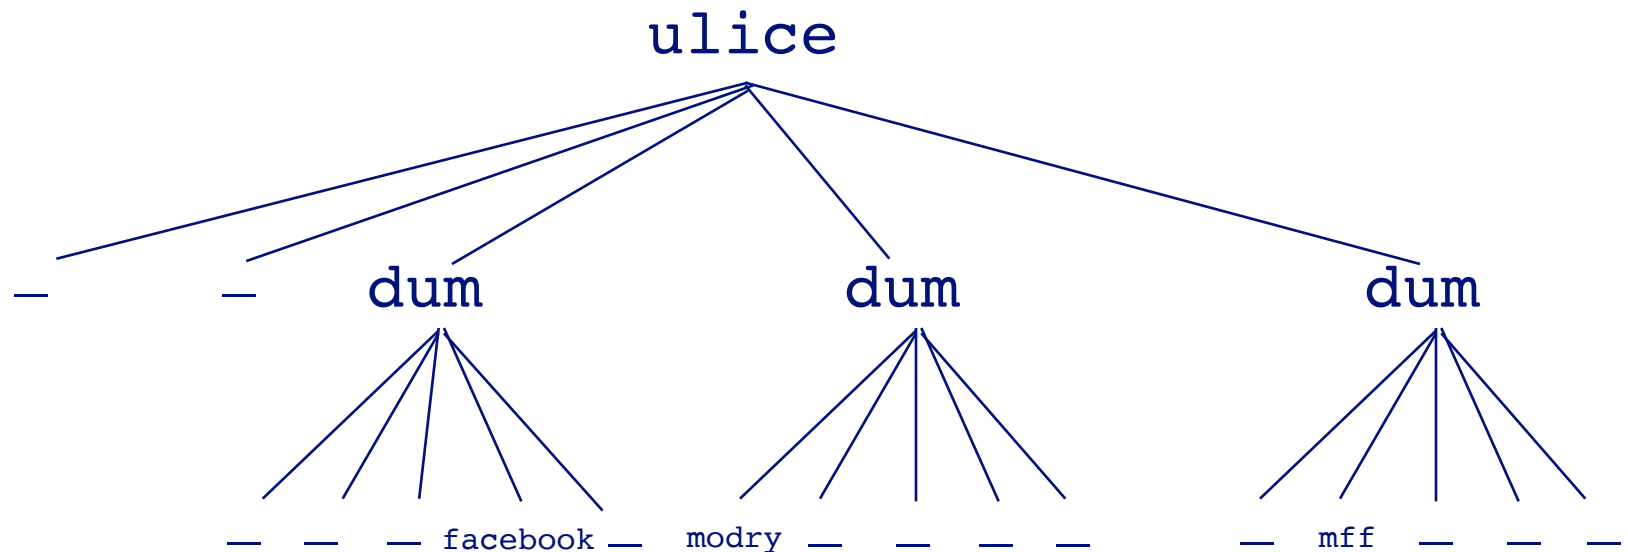 ulice
_ _ dum dum dum
_ _ _ facebook _ modry _ _ _ _ _ mff _ _ _